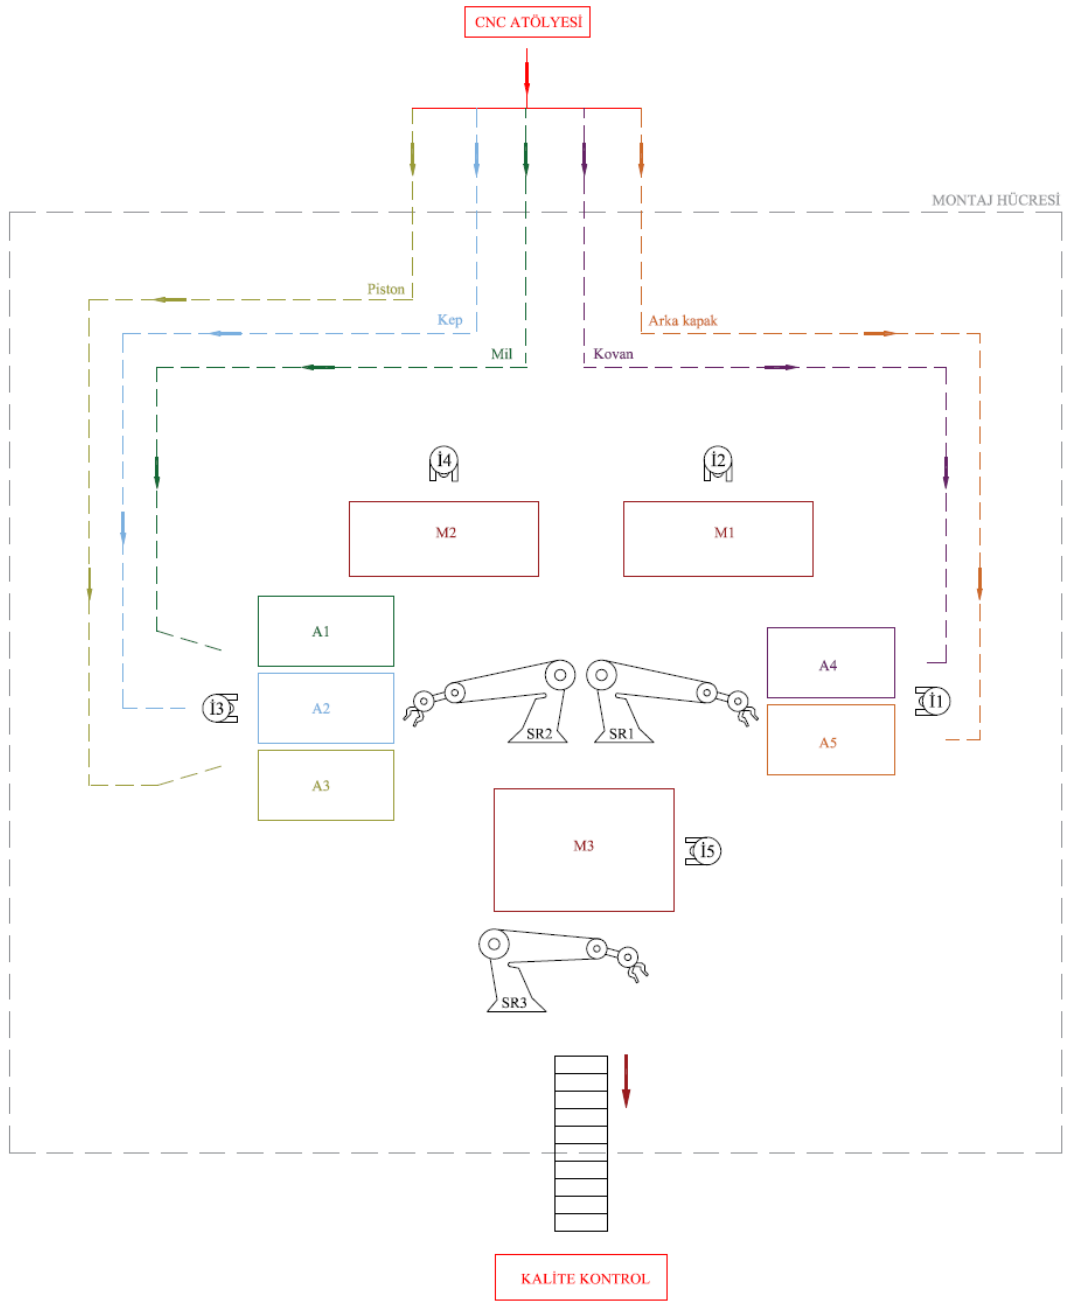 CNC ATÖLYESİ
MONTAJ HÜCRESİ
Piston
Kep
Arka kapak
Mil
Kovan
İ4
İ2
M2
M1
A1
A4
İ3
A2
İ1
SR2
SR1
A5
A3
M3
İ5
SR3
KALİTE KONTROL